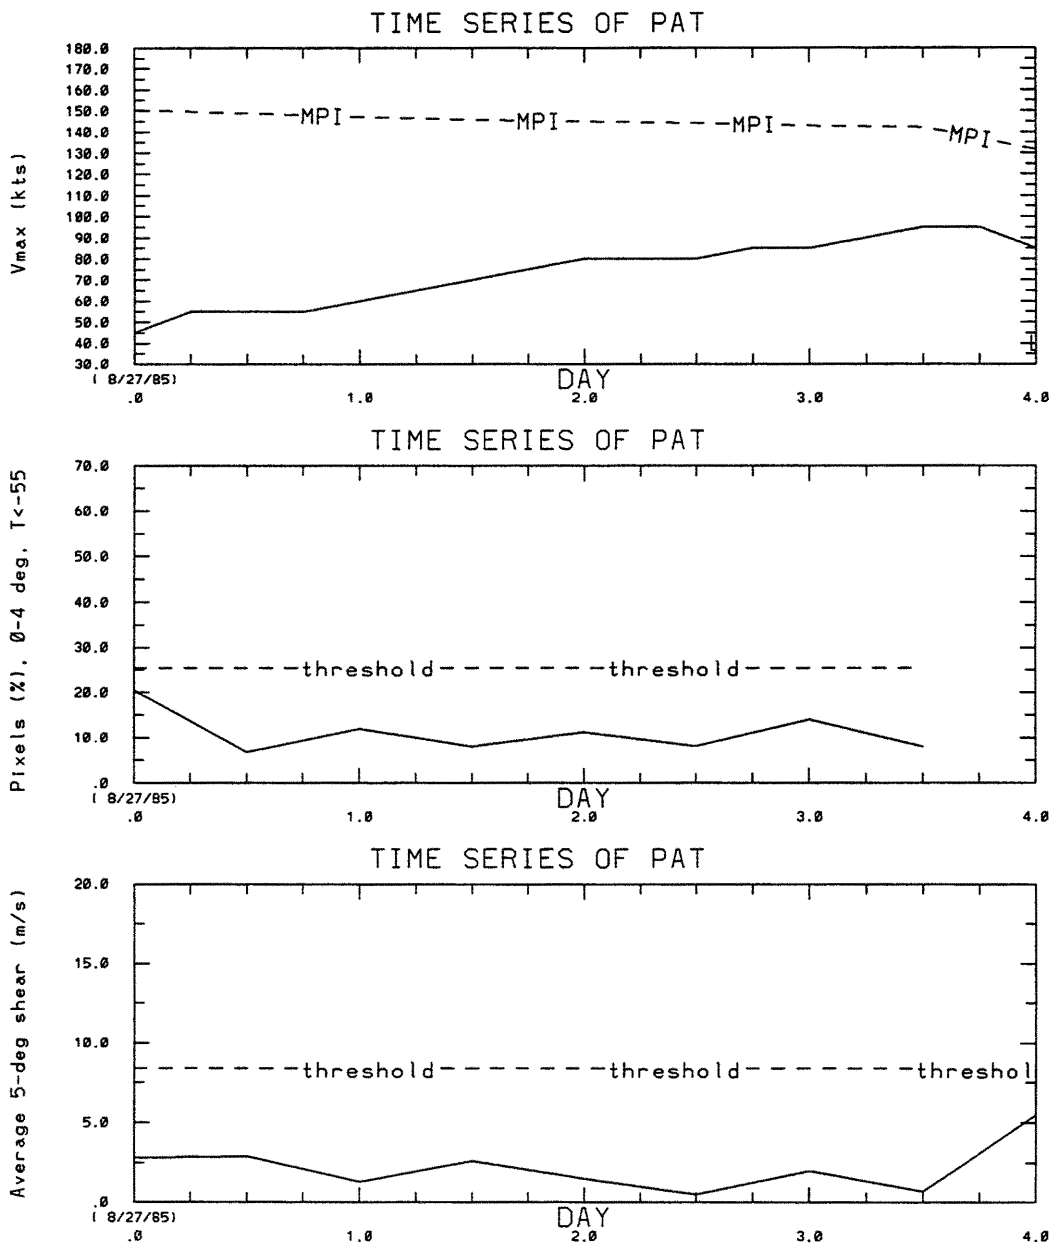 TIME SERIES OF PAT
Vmax (kts)
180.0
170.0
160.0
150.0
140.0
130.0
120.0
110.0
100.0
90.0
80.0
70.0
60.0
50.0
40.0
30.0
MPI MPI MPI MPI
( 8/27/85)
DAY
.0 1.0 2.0 3.0 4.0
TIME SERIES OF PAT
Pixels (%), 0-4 deg, T<-55
70.0
60.0
50.0
40.0
30.0
20.0
10.0
.0
threshold threshold
( 8/27/85)
DAY
.0 1.0 2.0 3.0 4.0
TIME SERIES OF PAT
Average 5-deg shear (m/s)
20.0
15.0
10.0
5.0
.0
threshold threshold threshol
( 8/27/85)
DAY
.0 1.0 2.0 3.0 4.0